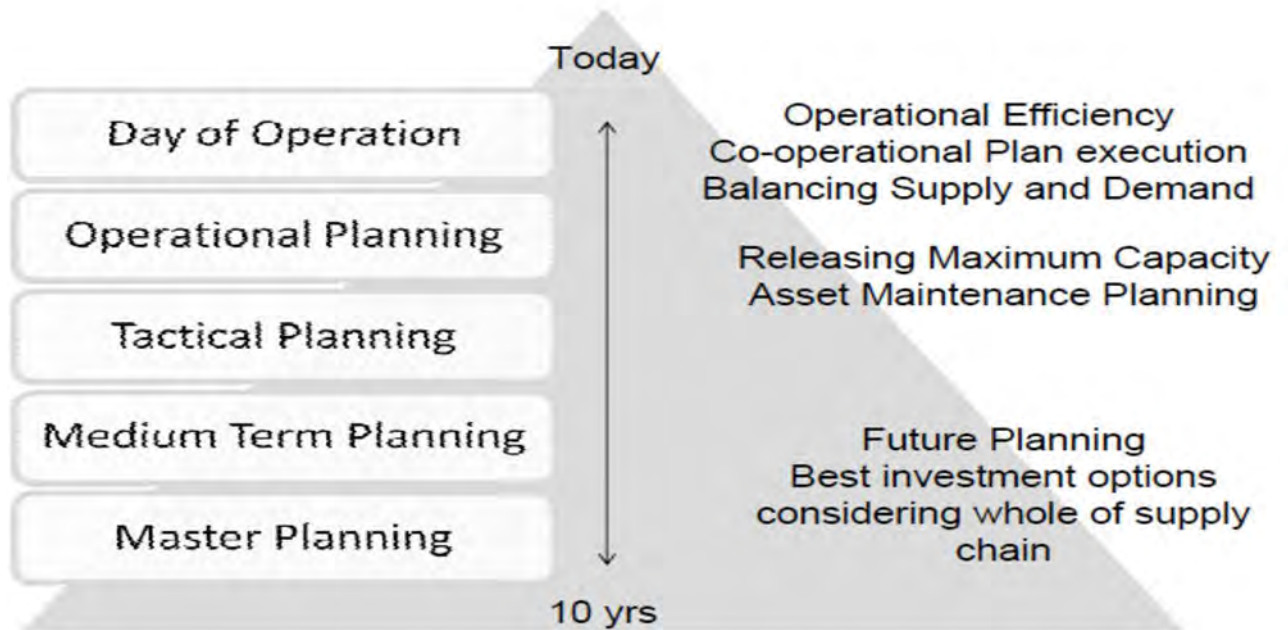 Today
Day of Operation
Operational Planning
Tactical Planning
Medium Term Planning
Master Planning
Operational Efficiency
Co-operational Plan execution
Balancing Supply and Demand
Releasing Maximum Capacity
Asset Maintenance Planning
Future Planning
Best investment options
considering whole of supply
chain
10 yrs